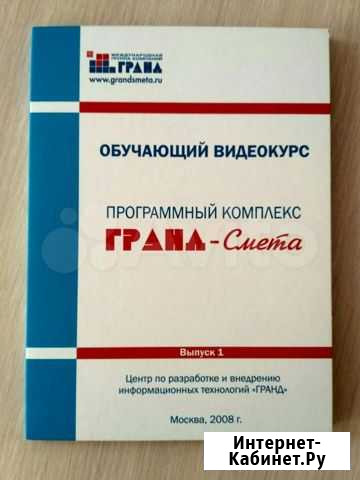 МЕЖДУНАРОДНАЯ
ГРУППА КОМПАНИЙ
ГРАНД
www.grandsmeta.ru
ОБУЧАЮЩИЙ ВИДЕОКУРС
ПРОГРАММНЫЙ КОМПЛЕКС
ГРАНД-Смета
Выпуск 1
Центр по разработке и внедрению
информационных технологий «ГРАНД»
Москва, 2008 г.
Интернет-
Кабинет.Ру